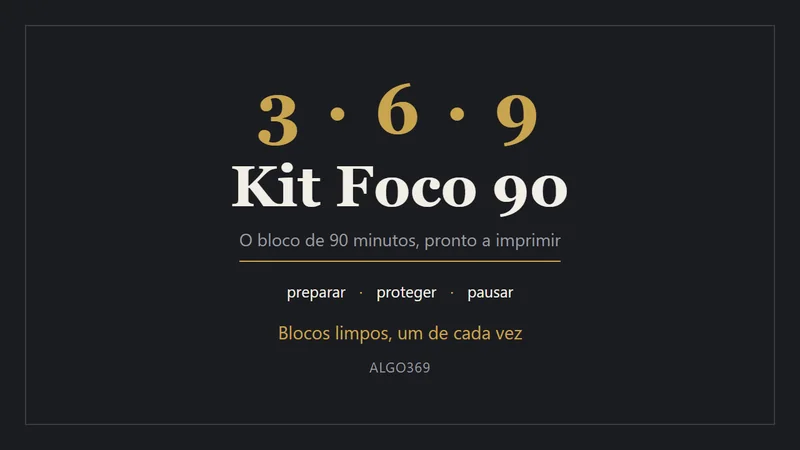 3 · 6 · 9
Kit Foco 90
O bloco de 90 minutos, pronto a imprimir
preparar · proteger · pausar
Blocos limpos, um de cada vez
ALGO369